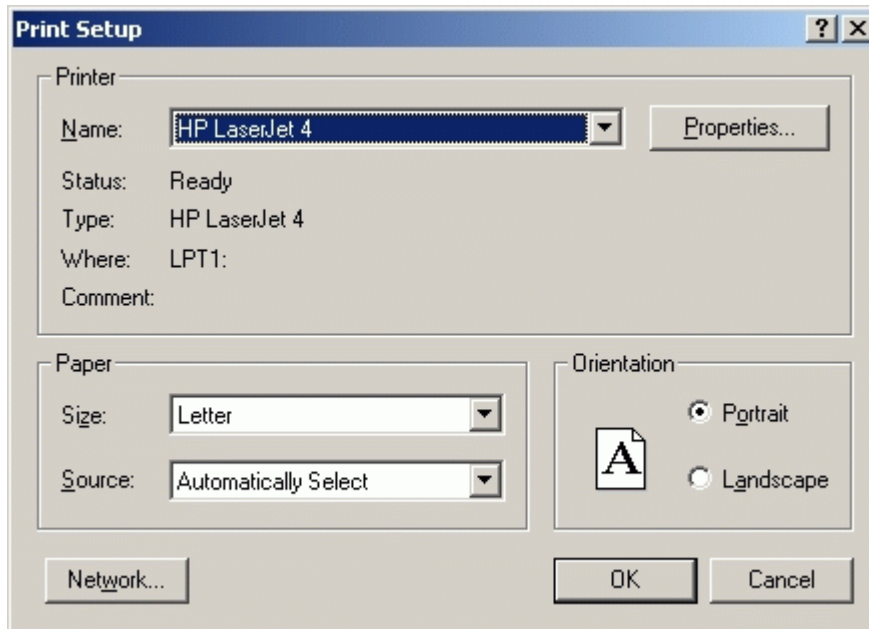 Print Setup
Printer
Name: HP LaserJet 4 Properties...
Status: Ready
Type: HP LaserJet 4
Where: LPT1:
Comment:
Paper
Size: Letter
Source: Automatically Select
Orientation
A
Portrait
Landscape
Network... OK Cancel